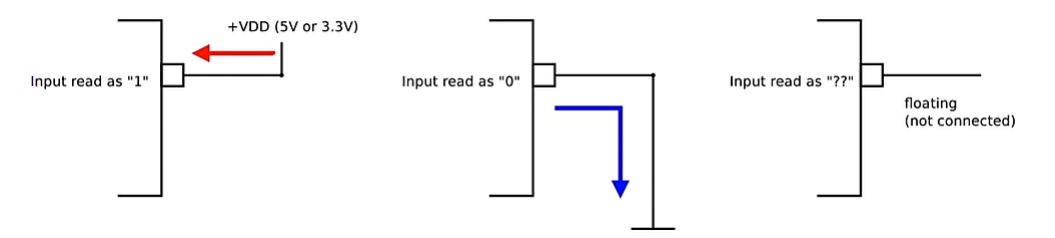 +VDD (5V or 3.3V)
Input read as "1"
Input read as "0"
Input read as "??"
floating
(not connected)